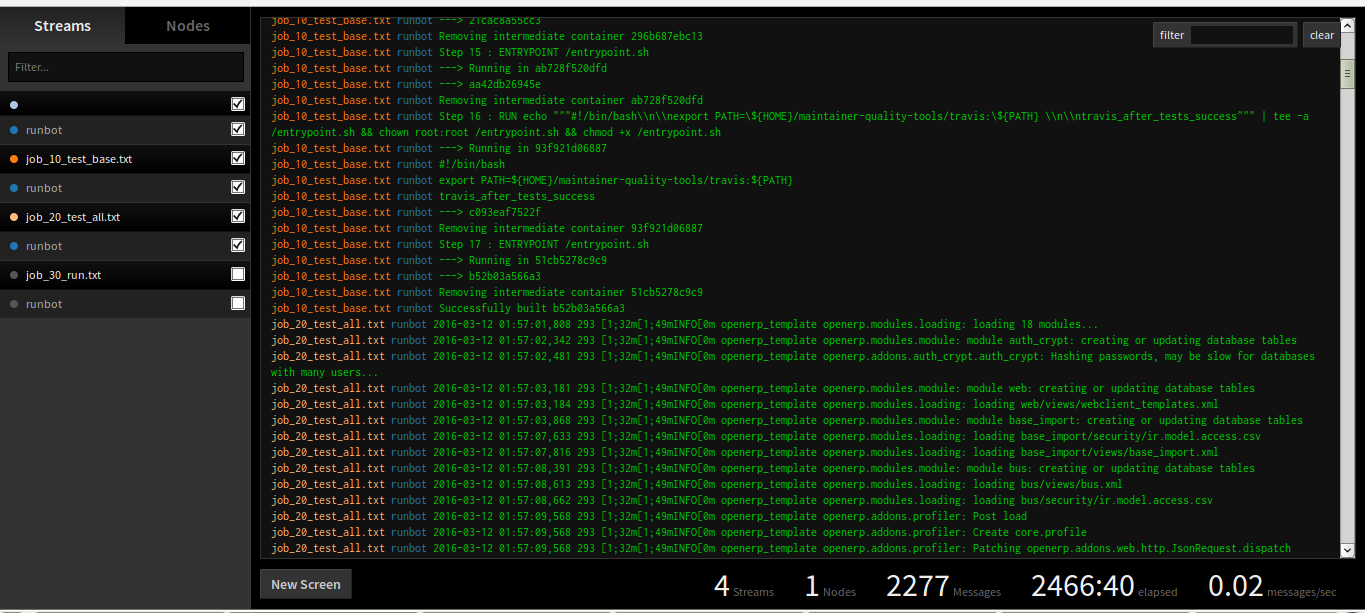 Streams
Nodes
Filter...
runbot
job_10_test_base.txt
runbot
job_20_test_all.txt
runbot
job_30_run.txt
runbot
filter
clear
job_10_test_base.txt runbot ---> 21cac8a55cc3
job_10_test_base.txt runbot Removing intermediate container 296b687ebc13
job_10_test_base.txt runbot Step 15 : ENTRYPOINT /entrypoint.sh
job_10_test_base.txt runbot ---> Running in ab728f520dfd
job_10_test_base.txt runbot ---> aa42db26945e
job_10_test_base.txt runbot Removing intermediate container ab728f520dfd
job_10_test_base.txt runbot Step 16 : RUN echo """#!/bin/bash\\n\\nexport PATH=\${HOME}/maintainer-quality-tools/travis:\${PATH} \\n\\ntravis_after_tests_success""" | tee -a
/entrypoint.sh && chown root:root /entrypoint.sh && chmod +x /entrypoint.sh
job_10_test_base.txt runbot ---> Running in 93f921d06887
job_10_test_base.txt runbot #!/bin/bash
job_10_test_base.txt runbot export PATH=${HOME}/maintainer-quality-tools/travis:${PATH}
job_10_test_base.txt runbot travis_after_tests_success
job_10_test_base.txt runbot ---> c093eaf7522f
job_10_test_base.txt runbot Removing intermediate container 93f921d06887
job_10_test_base.txt runbot Step 17 : ENTRYPOINT /entrypoint.sh
job_10_test_base.txt runbot ---> Running in 51cb5278c9c9
job_10_test_base.txt runbot ---> b52b03a566a3
job_10_test_base.txt runbot Removing intermediate container 51cb5278c9c9
job_10_test_base.txt runbot Successfully built b52b03a566a3
job_20_test_all.txt runbot 2016-03-12 01:57:01,808 293 [1;32m[1;49mINFO[0m openerp_template openerp.modules.loading: loading 18 modules...
job_20_test_all.txt runbot 2016-03-12 01:57:02,342 293 [1;32m[1;49mINFO[0m openerp_template openerp.modules.module: module auth_crypt: creating or updating database tables
job_20_test_all.txt runbot 2016-03-12 01:57:02,481 293 [1;32m[1;49mINFO[0m openerp_template openerp.addons.auth_crypt.auth_crypt: Hashing passwords, may be slow for databases
with many users...
job_20_test_all.txt runbot 2016-03-12 01:57:03,181 293 [1;32m[1;49mINFO[0m openerp_template openerp.modules.module: module web: creating or updating database tables
job_20_test_all.txt runbot 2016-03-12 01:57:03,184 293 [1;32m[1;49mINFO[0m openerp_template openerp.modules.loading: loading web/views/webclient_templates.xml
job_20_test_all.txt runbot 2016-03-12 01:57:03,868 293 [1;32m[1;49mINFO[0m openerp_template openerp.modules.module: module base_import: creating or updating database tables
job_20_test_all.txt runbot 2016-03-12 01:57:07,633 293 [1;32m[1;49mINFO[0m openerp_template openerp.modules.loading: loading base_import/security/ir.model.access.csv
job_20_test_all.txt runbot 2016-03-12 01:57:07,816 293 [1;32m[1;49mINFO[0m openerp_template openerp.modules.loading: loading base_import/views/base_import.xml
job_20_test_all.txt runbot 2016-03-12 01:57:08,391 293 [1;32m[1;49mINFO[0m openerp_template openerp.modules.module: module bus: creating or updating database tables
job_20_test_all.txt runbot 2016-03-12 01:57:08,613 293 [1;32m[1;49mINFO[0m openerp_template openerp.modules.loading: loading bus/views/bus.xml
job_20_test_all.txt runbot 2016-03-12 01:57:08,662 293 [1;32m[1;49mINFO[0m openerp_template openerp.modules.loading: loading bus/security/ir.model.access.csv
job_20_test_all.txt runbot 2016-03-12 01:57:09,568 293 [1;32m[1;49mINFO[0m openerp_template openerp.addons.profiler: Post load
job_20_test_all.txt runbot 2016-03-12 01:57:09,568 293 [1;32m[1;49mINFO[0m openerp_template openerp.addons.profiler: Create core.profile
job_20_test_all.txt runbot 2016-03-12 01:57:09,568 293 [1;32m[1;49mINFO[0m openerp_template openerp.addons.profiler: Patching openerp.addons.web.http.JsonRequest.dispatch
New Screen
4 Streams 1 Nodes 2277 Messages 2466:40 elapsed 0.02 messages/sec